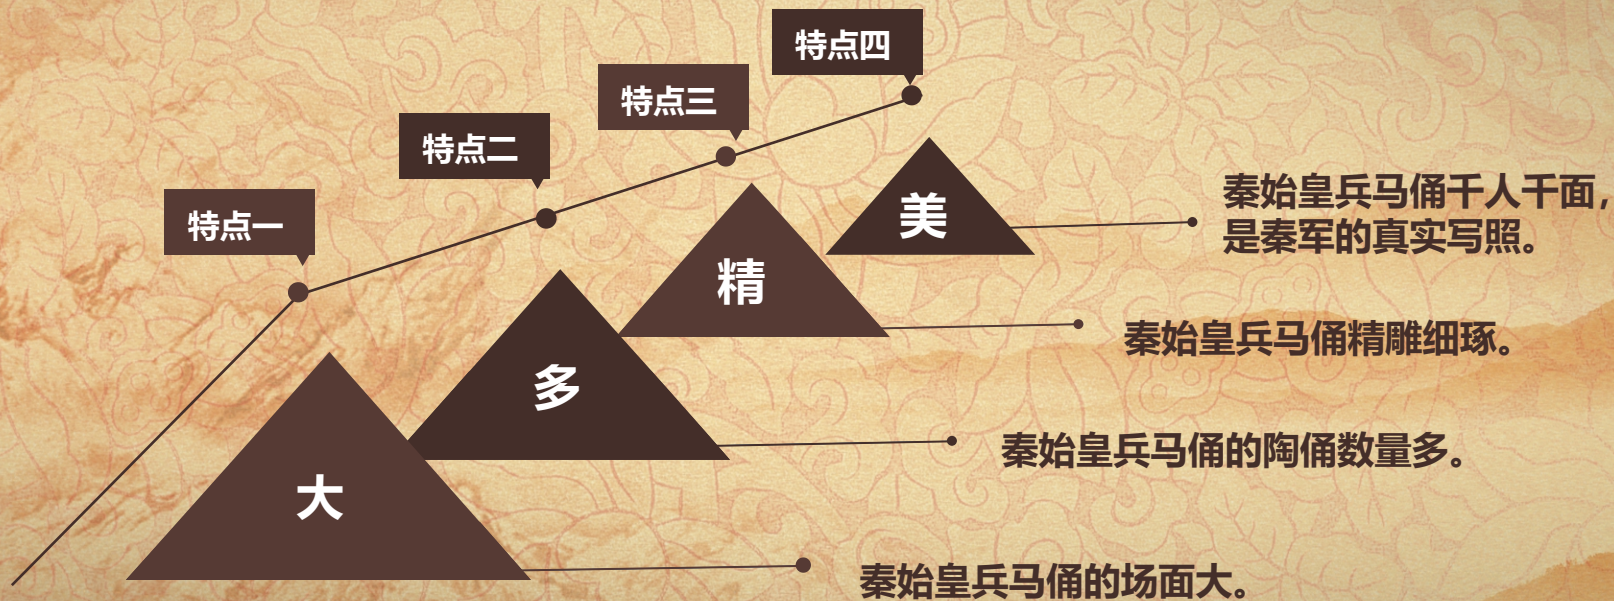 特点四
特点三
特点二
特点一
美
秦始皇兵马俑千人千面，
是秦军的真实写照。
精
秦始皇兵马俑精雕细琢。
多
秦始皇兵马俑的陶俑数量多。
大
秦始皇兵马俑的场面大。